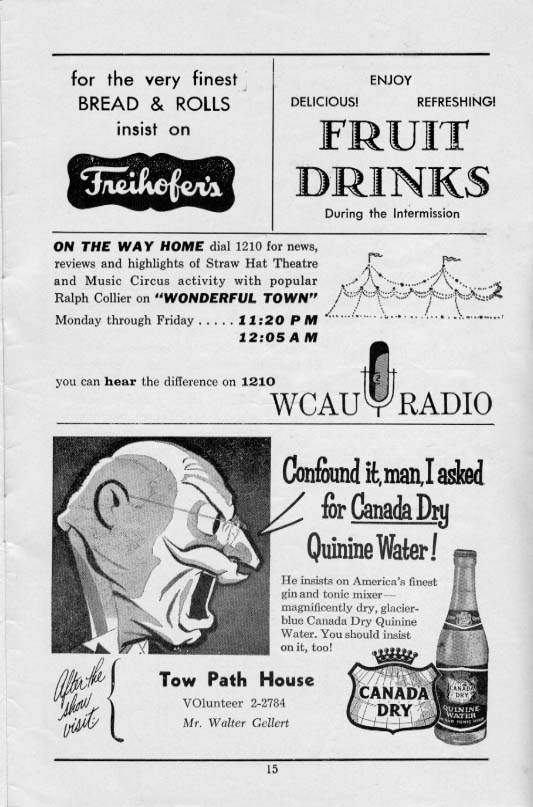 for the very finest
BREAD & ROLLS
insist on
Freihofer's
ENJOY
DELICIOUS! REFRESHING!
FRUIT
DRINKS
During the Intermission
ON THE WAY HOME dial 1210 for news,
reviews and highlights of Straw Hat Theatre
and Music Circus activity with popular
Ralph Collier on "WONDERFUL TOWN"
Monday through Friday ..... 11:20 PM
12:05 AM
you can hear the difference on 1210
WCAU RADIO
Confound it, man, I asked
for Canada Dry
Quinine Water!
He insists on America's finest
gin and tonic mixer—
magnificently dry, glacier-
blue Canada Dry Quinine
Water. You should insist
on it, too!
CANADA
DRY
CANADA
DRY
QUININE
WATER
After the
show
visit:
Tow Path House
VOlunteer 2-2784
Mr. Walter Gellert
15